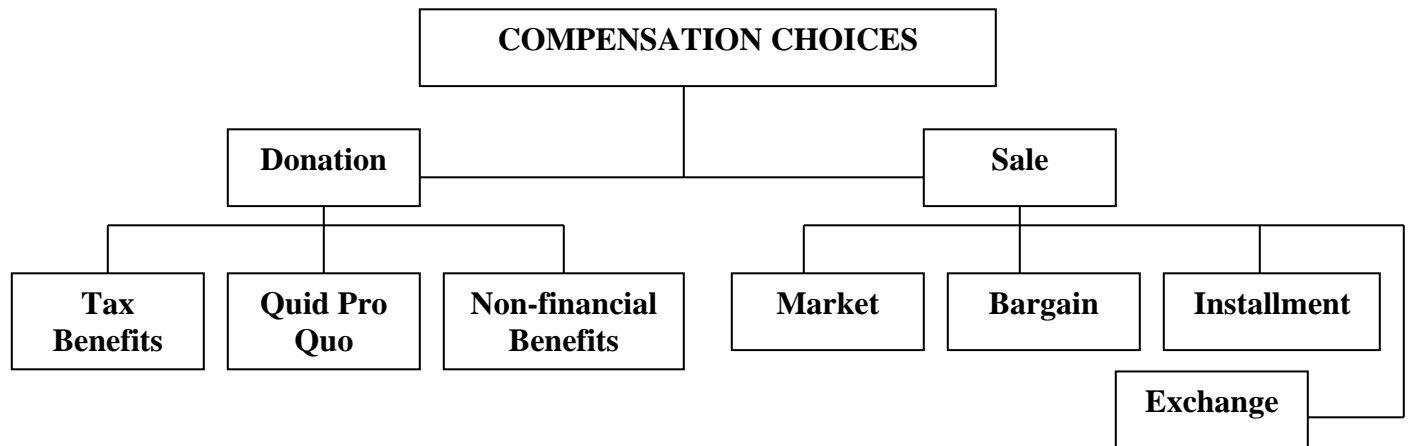 COMPENSATION CHOICES
Donation
Sale
Tax
Benefits
Quid Pro
Quo
Non-financial
Benefits
Market
Bargain
Installment
Exchange